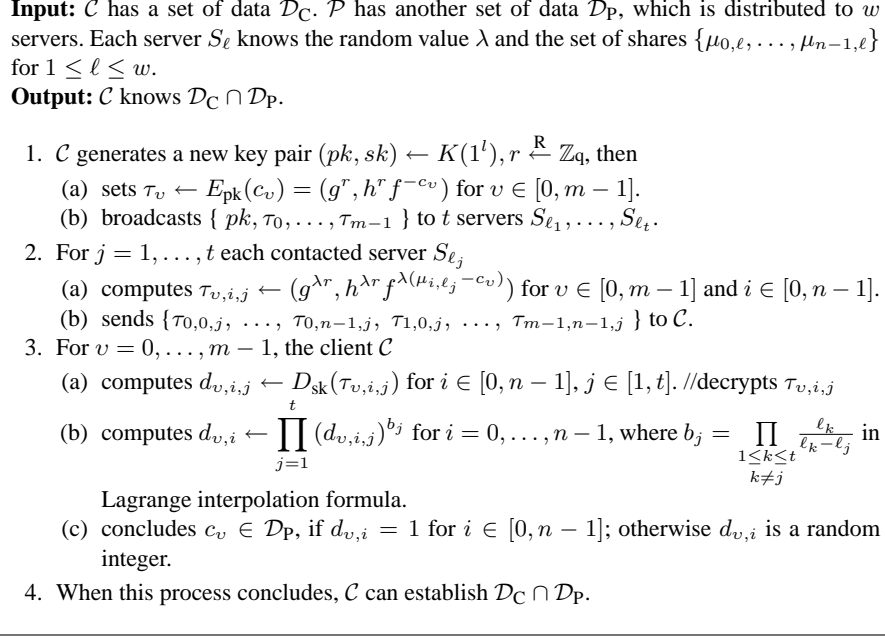 Input: 𝒞 has a set of data 𝒟_C. 𝒫 has another set of data 𝒟_P, which is distributed to w
servers. Each server S_ℓ knows the random value λ and the set of shares {μ_{0,ℓ}, …, μ_{n−1,ℓ}}
for 1 ≤ ℓ ≤ w.
Output: 𝒞 knows 𝒟_C ∩ 𝒟_P.
1. 𝒞 generates a new key pair (pk, sk) ← K(1^l), r ←^R ℤ_q, then
(a) sets τ_υ ← E_pk(c_υ) = (g^r, h^r f^{−c_υ}) for υ ∈ [0, m − 1].
(b) broadcasts { pk, τ_0, …, τ_{m−1} } to t servers S_{ℓ_1}, …, S_{ℓ_t}.
2. For j = 1, …, t each contacted server S_{ℓ_j}
(a) computes τ_{υ,i,j} ← (g^{λr}, h^{λr} f^{λ(μ_{i,ℓ_j} − c_υ)}) for υ ∈ [0, m − 1] and i ∈ [0, n − 1].
(b) sends {τ_{0,0,j}, …, τ_{0,n−1,j}, τ_{1,0,j}, …, τ_{m−1,n−1,j} } to 𝒞.
3. For υ = 0, …, m − 1, the client 𝒞
(a) computes d_{υ,i,j} ← D_sk(τ_{υ,i,j}) for i ∈ [0, n − 1], j ∈ [1, t]. //decrypts τ_{υ,i,j}
(b) computes d_{υ,i} ← ∏_{j=1}^{t} (d_{υ,i,j})^{b_j} for i = 0, …, n − 1, where b_j = ∏_{1≤k≤t, k≠j} ℓ_k/(ℓ_k−ℓ_j) in
Lagrange interpolation formula.
(c) concludes c_υ ∈ 𝒟_P, if d_{υ,i} = 1 for i ∈ [0, n − 1]; otherwise d_{υ,i} is a random
integer.
4. When this process concludes, 𝒞 can establish 𝒟_C ∩ 𝒟_P.